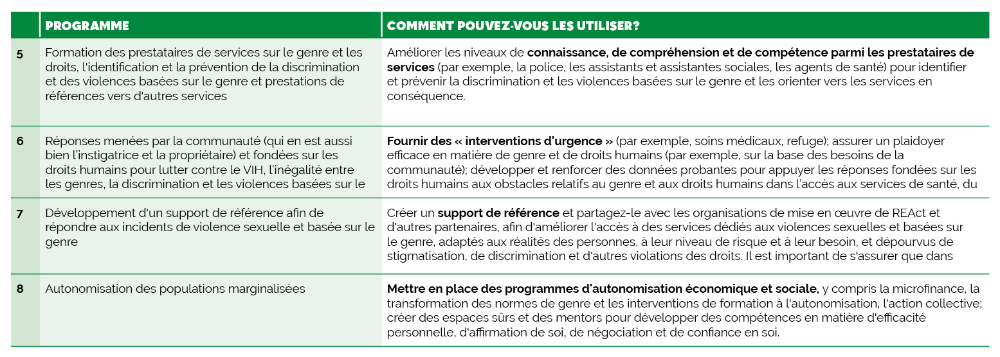 PROGRAMME
COMMENT POUVEZ-VOUS LES UTILISER?
5
Formation des prestataires de services sur le genre et les
droits, l'identification et la prévention de la discrimination
et des violences basées sur le genre et prestations de
références vers d'autres services
Améliorer les niveaux de connaissance, de compréhension et de compétence parmi les prestataires de
services (par exemple, la police, les assistants et assistantes sociales, les agents de santé) pour identifier
et prévenir la discrimination et les violences basées sur le genre et les orienter vers les services en
conséquence.
6
Réponses menées par la communauté (qui en est aussi
bien l’instigatrice et la propriétaire) et fondées sur les
droits humains pour lutter contre le VIH, l’inégalité entre
les genres, la discrimination et les violences basées sur le
Fournir des « interventions d'urgence » (par exemple, soins médicaux, refuge); assurer un plaidoyer
efficace en matière de genre et de droits humains (par exemple, sur la base des besoins de la
communauté); développer et renforcer des données probantes pour appuyer les réponses fondées sur les
droits humains aux obstacles relatifs au genre et aux droits humains dans l’accès aux services de santé, du
7
Développement d'un support de référence afin de
répondre aux incidents de violence sexuelle et basée sur le
genre
Créer un support de référence et partagez-le avec les organisations de mise en œuvre de REAct et
d'autres partenaires, afin d'améliorer l'accès à des services dédiés aux violences sexuelles et basées sur
le genre, adaptés aux réalités des personnes, à leur niveau de risque et à leur besoin, et dépourvus de
stigmatisation, de discrimination et d'autres violations des droits. Il est important de s'assurer que dans
8
Autonomisation des populations marginalisées
Mettre en place des programmes d'autonomisation économique et sociale, y compris la microfinance, la
transformation des normes de genre et les interventions de formation à l'autonomisation, l'action collective;
créer des espaces sûrs et des mentors pour développer des compétences en matière d'efficacité
personnelle, d'affirmation de soi, de négociation et de confiance en soi.